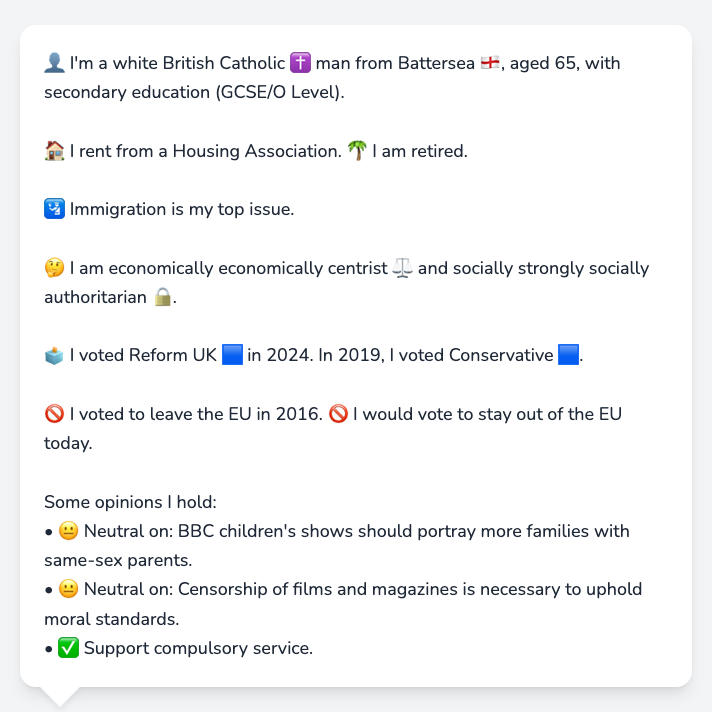 👤 I'm a white British Catholic ✝️ man from Battersea 🏴󠁧󠁢󠁥󠁮󠁧󠁿, aged 65, with
secondary education (GCSE/O Level).
🏠 I rent from a Housing Association. 🌴 I am retired.
🛂 Immigration is my top issue.
🤔 I am economically economically centrist ⚖️ and socially strongly socially
authoritarian 🔒.
🗳️ I voted Reform UK 🟦 in 2024. In 2019, I voted Conservative 🟦.
🚫 I voted to leave the EU in 2016. 🚫 I would vote to stay out of the EU
today.
Some opinions I hold:
• 😐 Neutral on: BBC children's shows should portray more families with
same-sex parents.
• 😐 Neutral on: Censorship of films and magazines is necessary to uphold
moral standards.
• ✅ Support compulsory service.